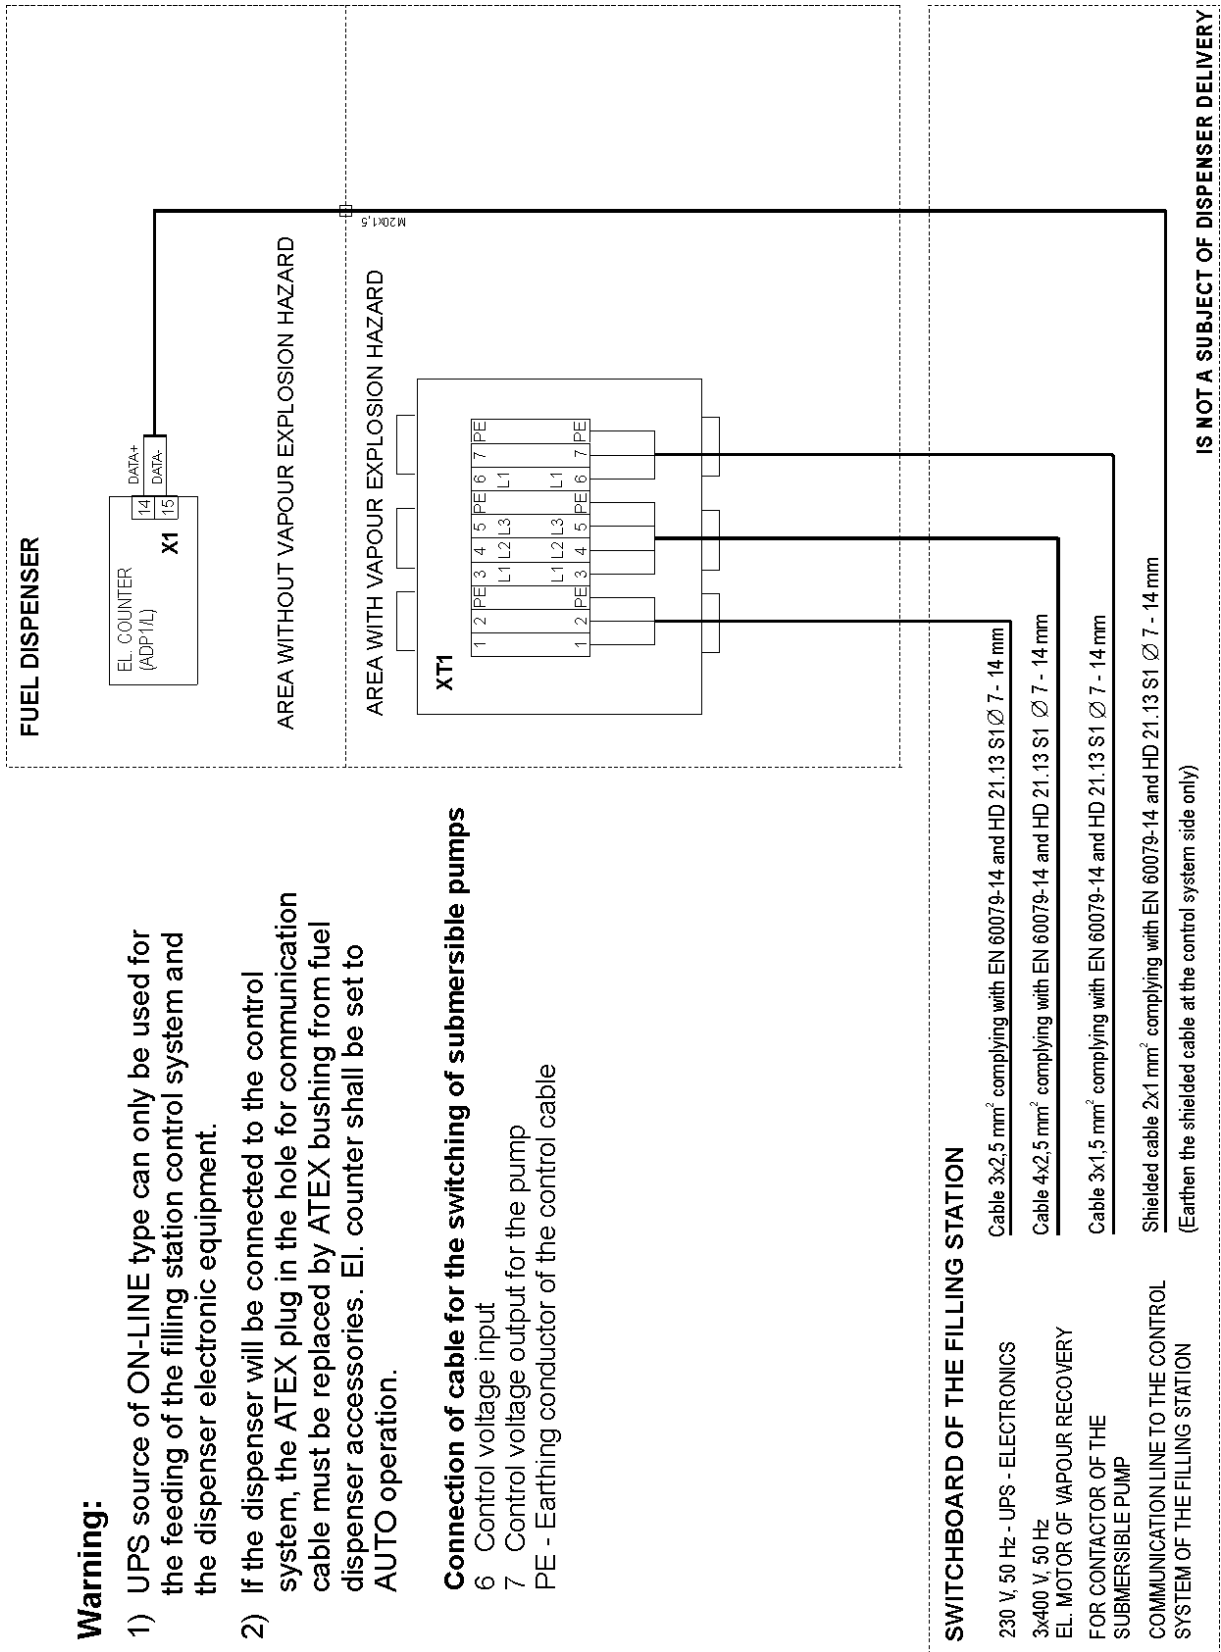 Warning:
1) UPS source of ON-LINE type can only be used for
the feeding of the filling station control system and
the dispenser electronic equipment.
2) If the dispenser will be connected to the control
system, the ATEX plug in the hole for communication
cable must be replaced by ATEX bushing from fuel
dispenser accessories. El. counter shall be set to
AUTO operation.
Connection of cable for the switching of submersible pumps
6 Control voltage input
7 Control voltage output for the pump
PE - Earthing conductor of the control cable
FUEL DISPENSER
EL. COUNTER
(ADP1/L)
X1
14
15
DATA+
DATA-
AREA WITHOUT VAPOUR EXPLOSION HAZARD
M20x1,5
AREA WITH VAPOUR EXPLOSION HAZARD
XT1
1 2 PE 3 4 5 PE 6 7 PE
L1 L2 L3 L1
L1 L2 L3 L1
1 2 PE 3 4 5 PE 6 7 PE
SWITCHBOARD OF THE FILLING STATION
230 V, 50 Hz - UPS - ELECTRONICS
Cable 3x2,5 mm² complying with EN 60079-14 and HD 21.13 S1 ∅ 7 - 14 mm
3x400 V, 50 Hz
EL. MOTOR OF VAPOUR RECOVERY
Cable 4x2,5 mm² complying with EN 60079-14 and HD 21.13 S1 ∅ 7 - 14 mm
FOR CONTACTOR OF THE
SUBMERSIBLE PUMP
Cable 3x1,5 mm² complying with EN 60079-14 and HD 21.13 S1 ∅ 7 - 14 mm
COMMUNICATION LINE TO THE CONTROL
SYSTEM OF THE FILLING STATION
Shielded cable 2x1 mm² complying with EN 60079-14 and HD 21.13 S1 ∅ 7 - 14 mm
(Earthen the shielded cable at the control system side only)
IS NOT A SUBJECT OF DISPENSER DELIVERY